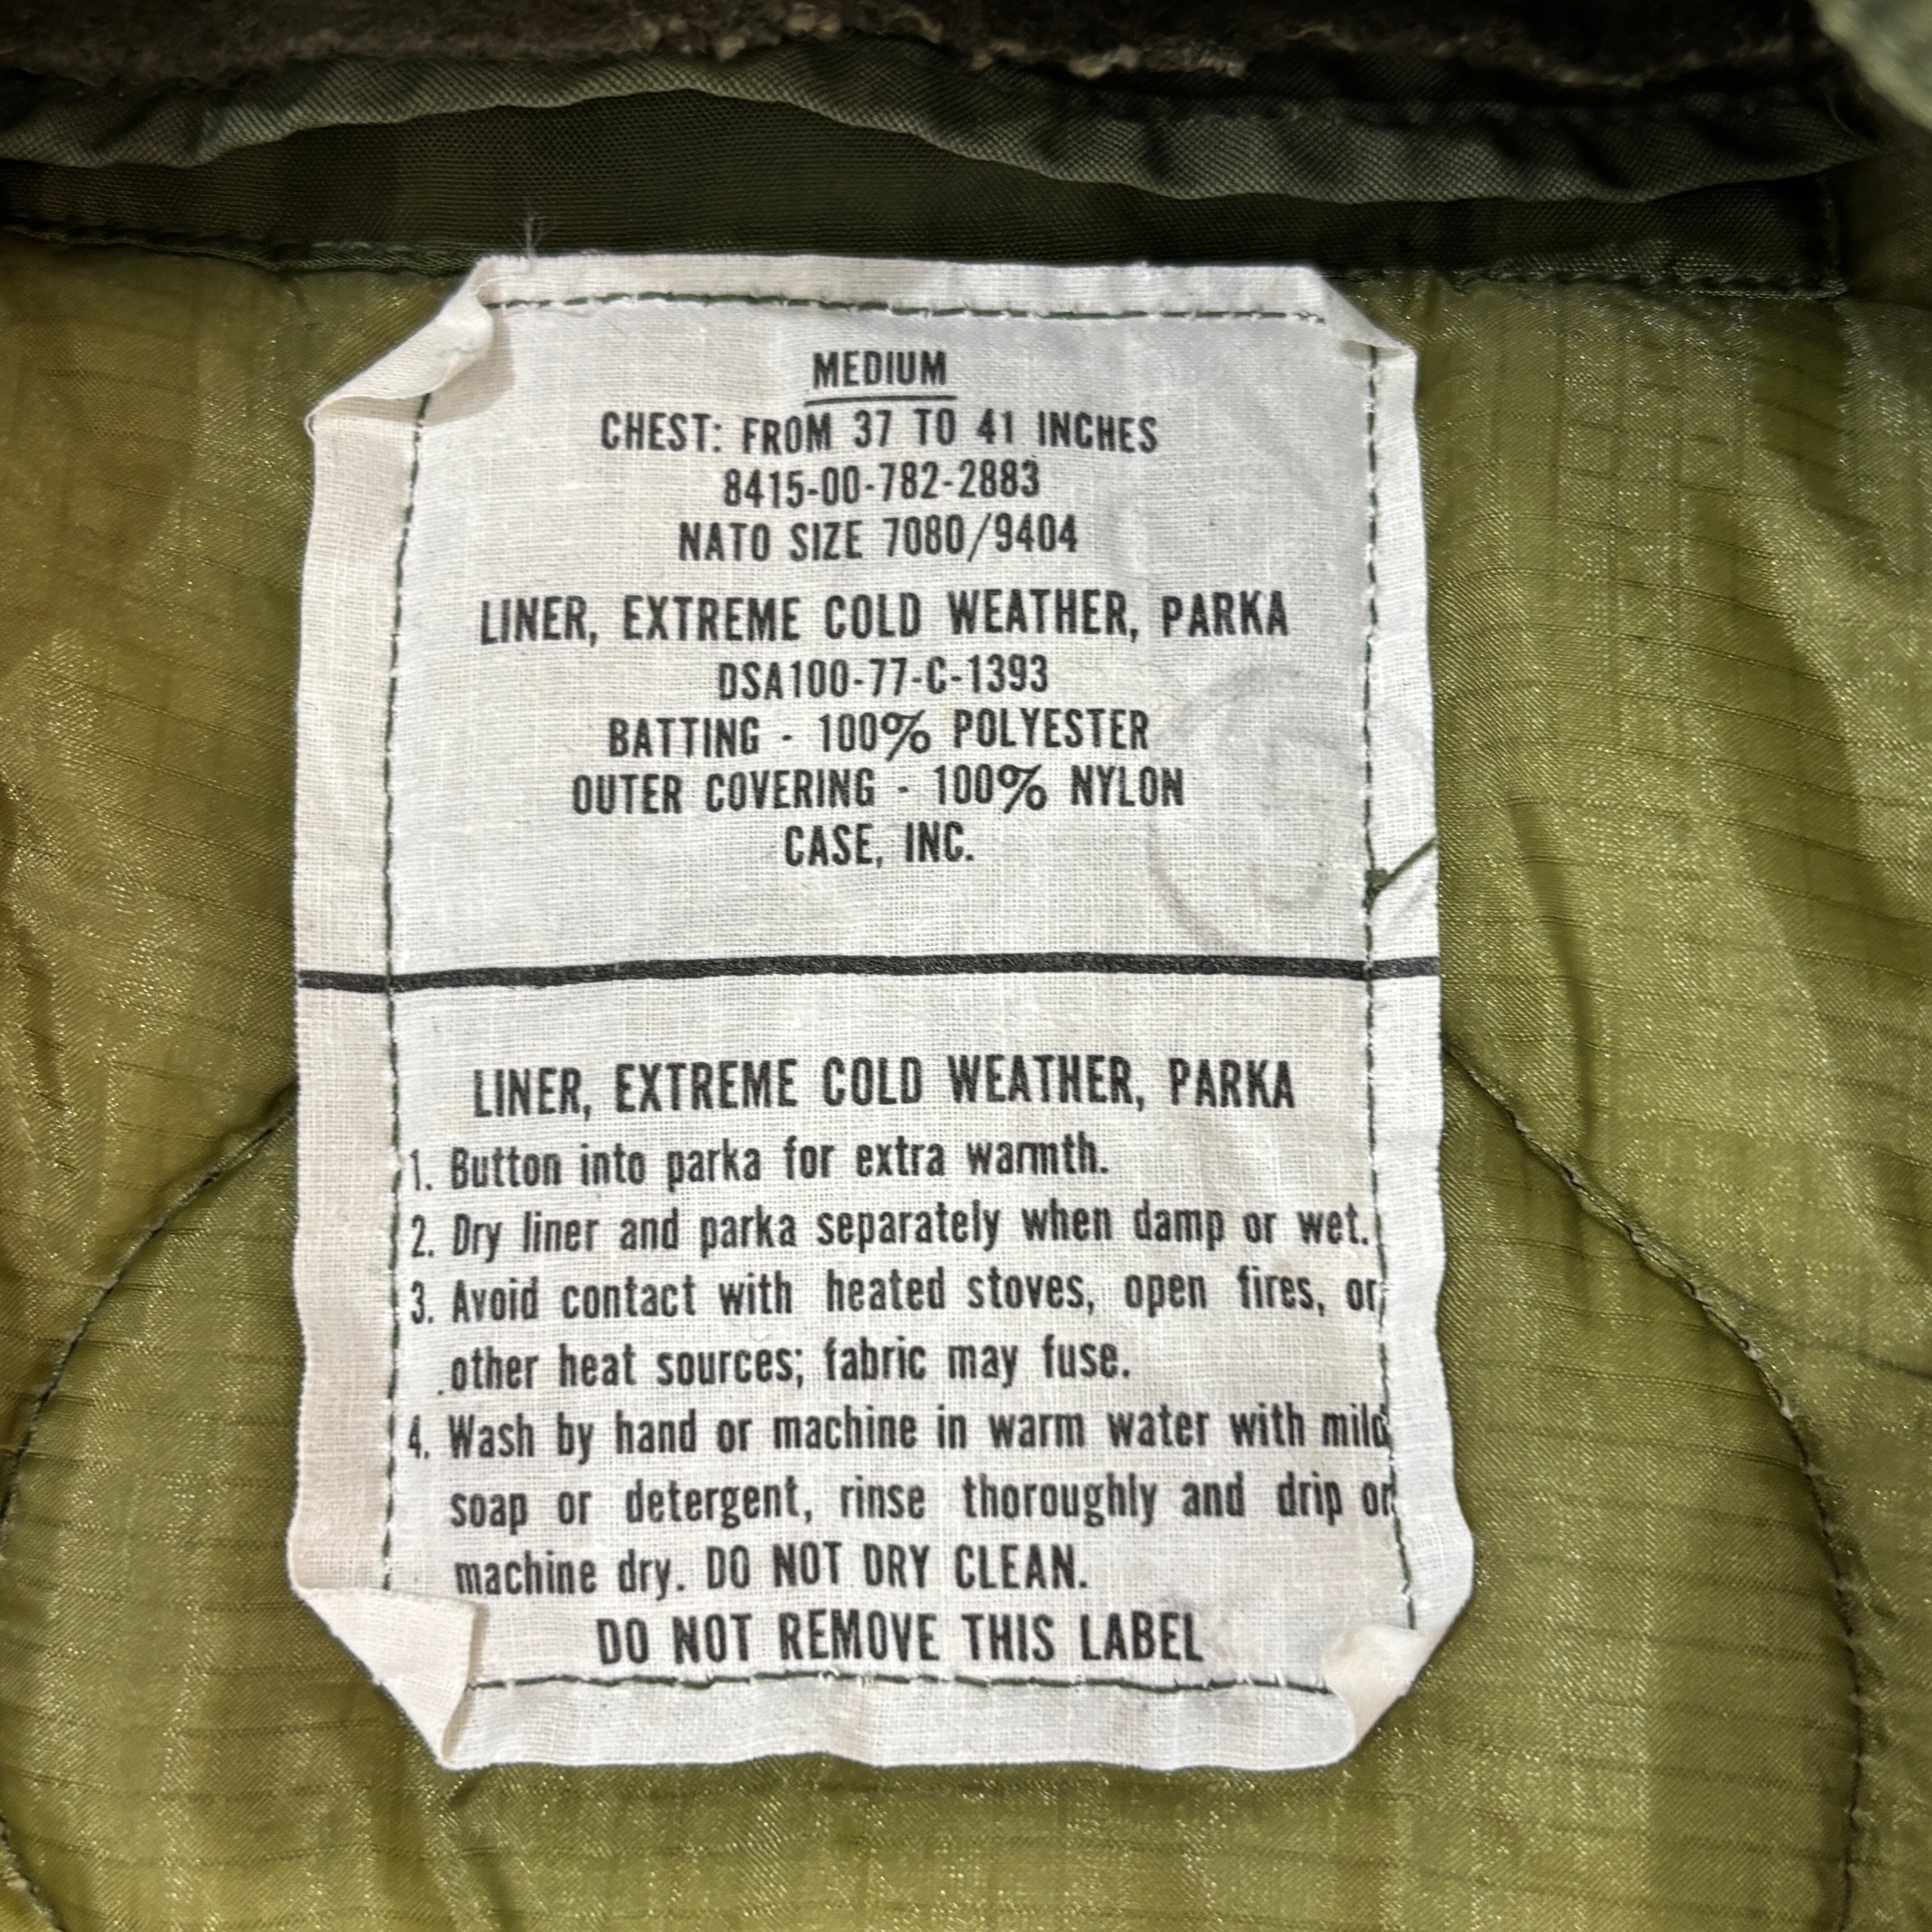 MEDIUM
CHEST: FROM 37 TO 41 INCHES
8415-00-782-2883
NATO SIZE 7080/9404
LINER, EXTREME COLD WEATHER, PARKA
DSA100-77-C-1393
BATTING - 100% POLYESTER
OUTER COVERING - 100% NYLON
CASE, INC.
LINER, EXTREME COLD WEATHER, PARKA
1. Button into parka for extra warmth.
2. Dry liner and parka separately when damp or wet.
3. Avoid contact with heated stoves, open fires, or
other heat sources; fabric may fuse.
4. Wash by hand or machine in warm water with mild
soap or detergent, rinse thoroughly and drip or
machine dry. DO NOT DRY CLEAN.
DO NOT REMOVE THIS LABEL